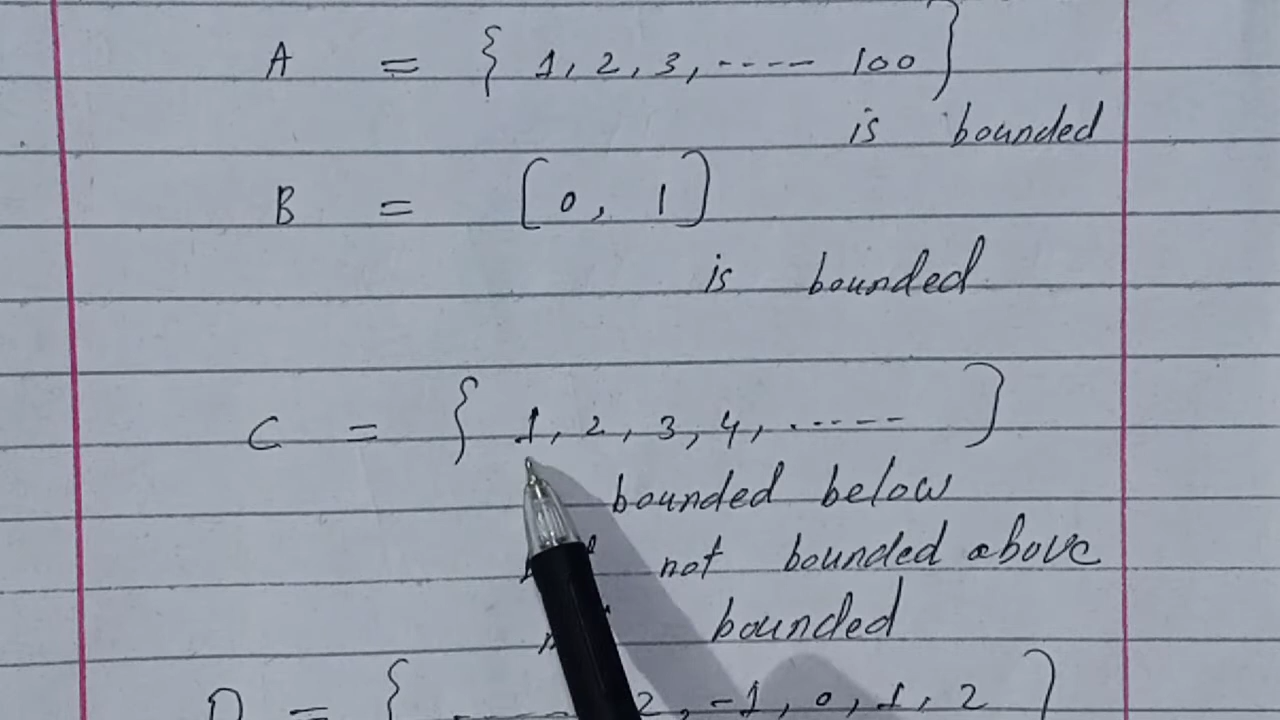 A = { 1, 2, 3, ---- 100 }
is bounded
B = [ 0, 1 ]
is bounded
C = { 1, 2, 3, 4, ..--- }
bounded below
not bounded above
bounded
D = { ---- 2, -1, 0, 1, 2 }